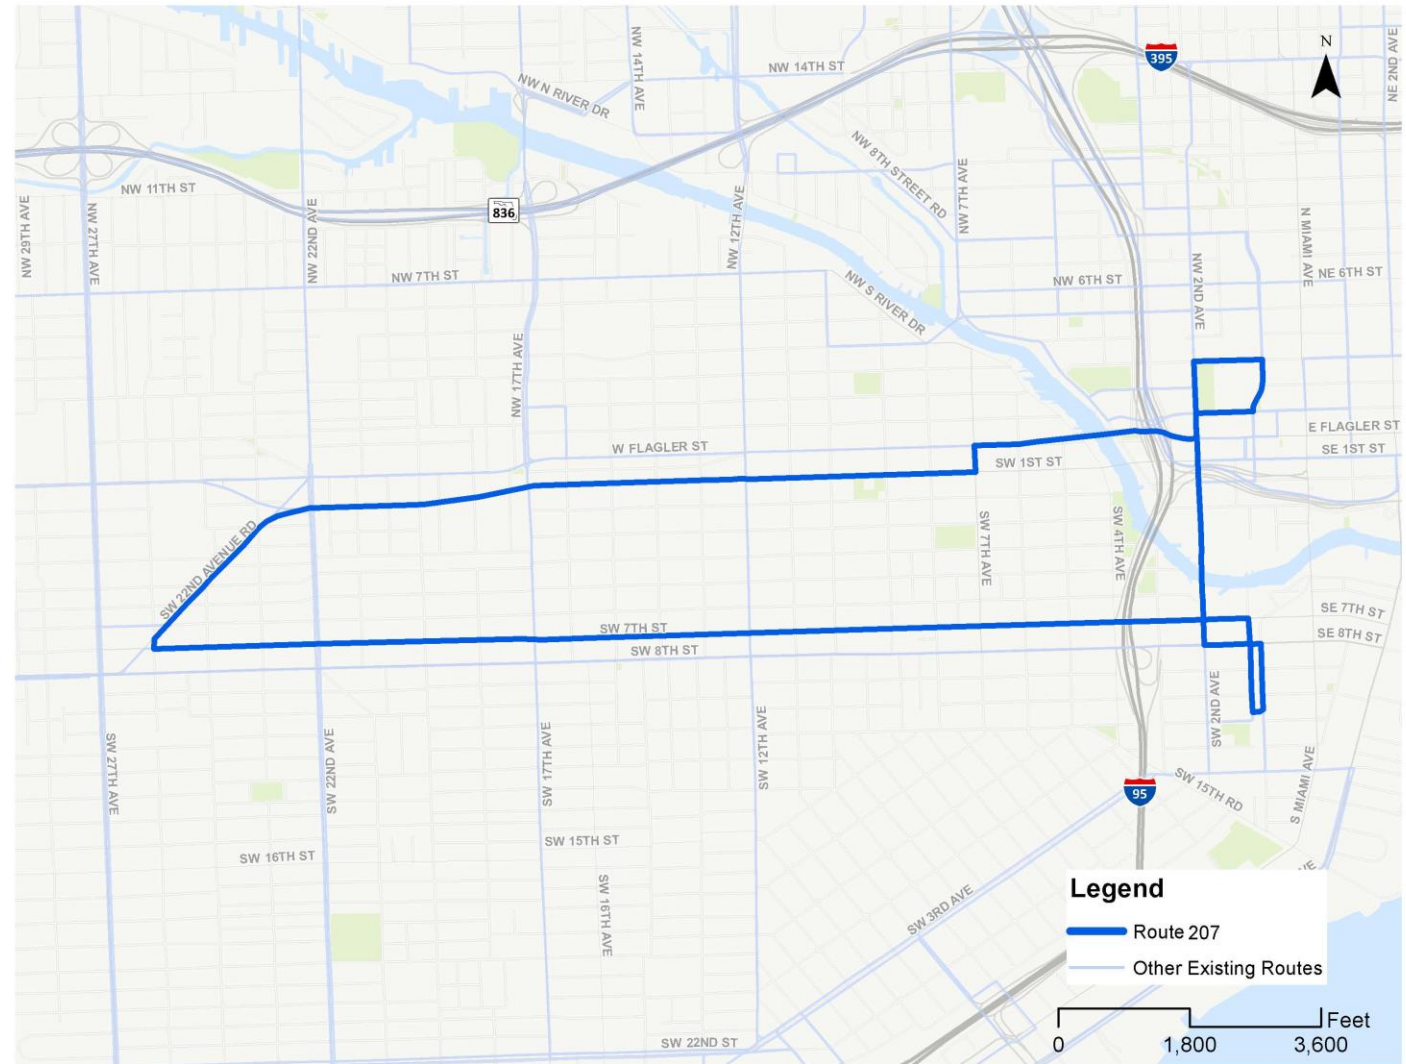 N
395
NE 2ND AVE
NW 14TH AVE
NW 14TH ST
NW N RIVER DR
NW 8TH STREET RD
NW 7TH AVE
NW 11TH ST
836
NW 29TH AVE
NW 27TH AVE
NW 22ND AVE
NW 12TH AVE
N MIAMI AVE
NW 7TH ST
NW S RIVER DR
NW 6TH ST
NW 2ND AVE
NE 6TH ST
NW 17TH AVE
W FLAGLER ST
E FLAGLER ST
SW 1ST ST
SE 1ST ST
SW 22ND AVENUE RD
SW 7TH AVE
SW 4TH AVE
SW 7TH ST
SW 8TH ST
SE 7TH ST
SE 8TH ST
SW 27TH AVE
SW 22ND AVE
SW 17TH AVE
SW 12TH AVE
SW 2ND AVE
95
SW 15TH RD
S MIAMI AVE
SW 15TH ST
SW 16TH ST
SW 16TH AVE
SW 3RD AVE
SW 22ND ST
Legend
Route 207
Other Existing Routes
Feet
0 1,800 3,600